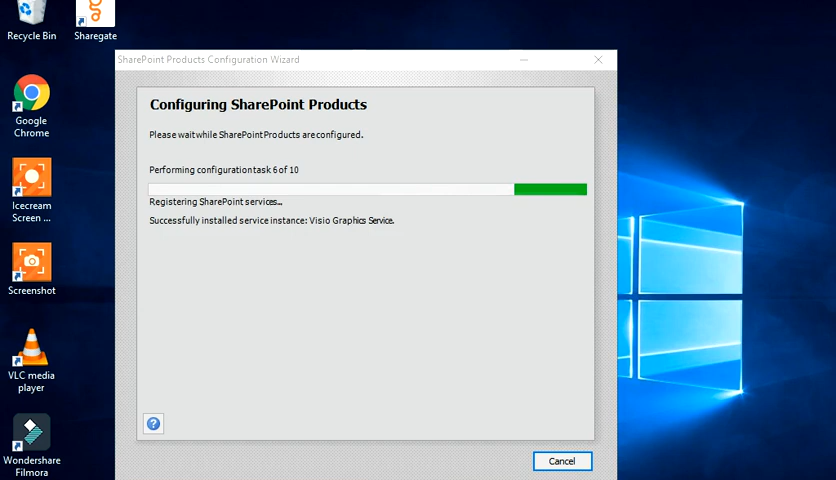 Recycle Bin
Sharegate
Google
Chrome
Icecream
Screen ...
Screenshot
VLC media
player
Wondershare
Filmora
SharePoint Products Configuration Wizard
Configuring SharePoint Products
Please wait while SharePoint Products are configured.
Performing configuration task 6 of 10
Registering SharePoint services...
Successfully installed service instance: Visio Graphics Service.
?
Cancel